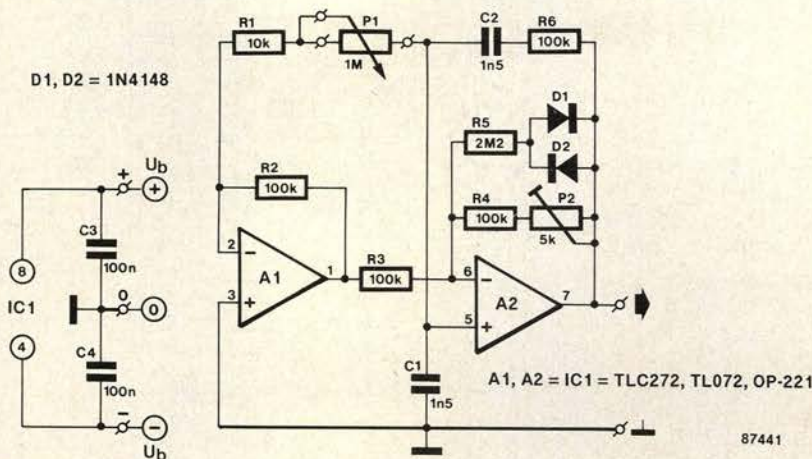 R1
10k
P1
1M
C2
1n5
R6
100k
D1, D2 = 1N4148
D1
R5
2M2
D2
R2
100k
R4
100k
P2
5k
+
Ub
+
C3
100n
8
IC1
0
0
4
C4
100n
–
–
Ub
2
–
A1
1
3
+
R3
100k
6
–
A2
7
5
+
C1
1n5
A1, A2 = IC1 = TLC272, TL072, OP-221
87441